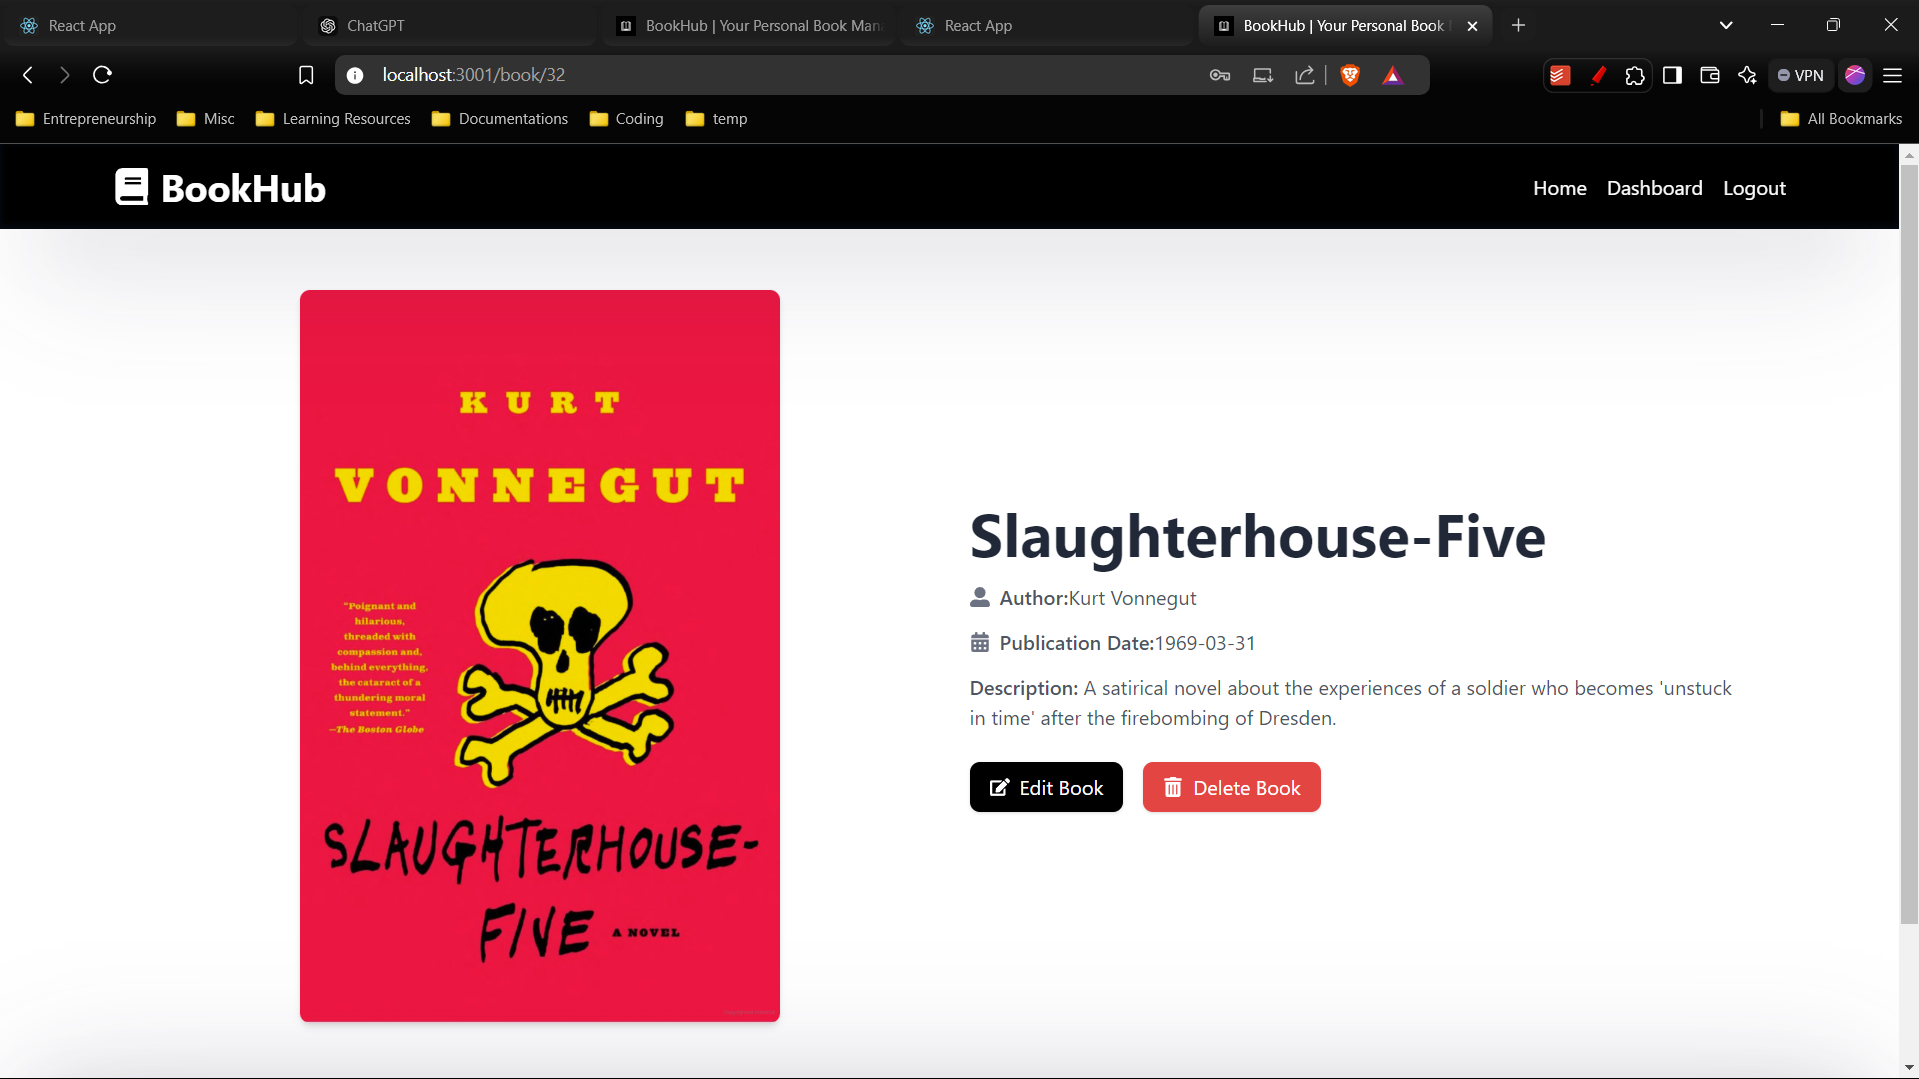 React App
ChatGPT
BookHub | Your Personal Book Man
React App
BookHub | Your Personal Book
localhost:3001/book/32
VPN
Entrepreneurship
Misc
Learning Resources
Documentations
Coding
temp
All Bookmarks
BookHub
Home
Dashboard
Logout
KURT
VONNEGUT
"Poignant and
hilarious,
threaded with
compassion and,
behind everything,
the cataract of a
thundering moral
statement."
—The Boston Globe
SLAUGHTERHOUSE-
FIVE
A NOVEL
Slaughterhouse-Five
Author:Kurt Vonnegut
Publication Date:1969-03-31
Description: A satirical novel about the experiences of a soldier who becomes 'unstuck
in time' after the firebombing of Dresden.
Edit Book
Delete Book